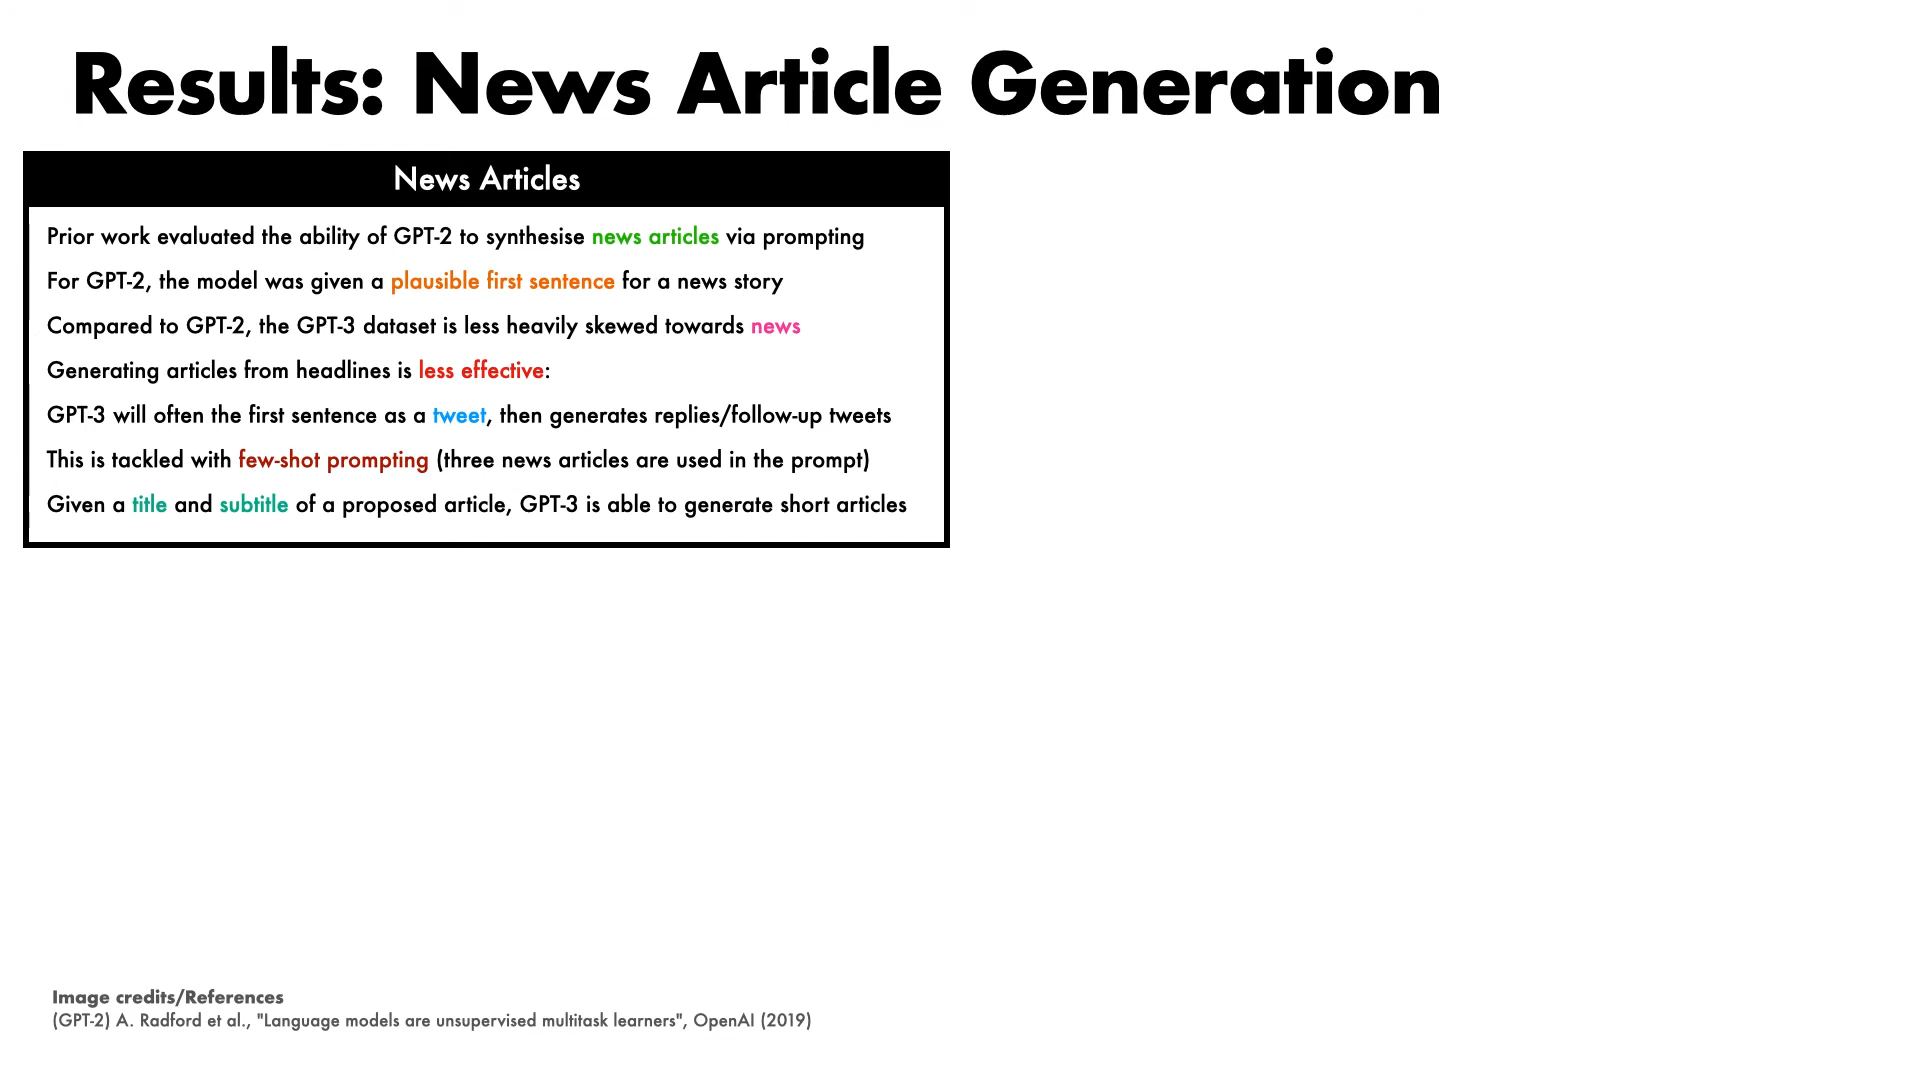 Results: News Article Generation
News Articles
Prior work evaluated the ability of GPT-2 to synthesise news articles via prompting
For GPT-2, the model was given a plausible first sentence for a news story
Compared to GPT-2, the GPT-3 dataset is less heavily skewed towards news
Generating articles from headlines is less effective:
GPT-3 will often the first sentence as a tweet, then generates replies/follow-up tweets
This is tackled with few-shot prompting (three news articles are used in the prompt)
Given a title and subtitle of a proposed article, GPT-3 is able to generate short articles
Image credits/References
(GPT-2) A. Radford et al., "Language models are unsupervised multitask learners", OpenAI (2019)